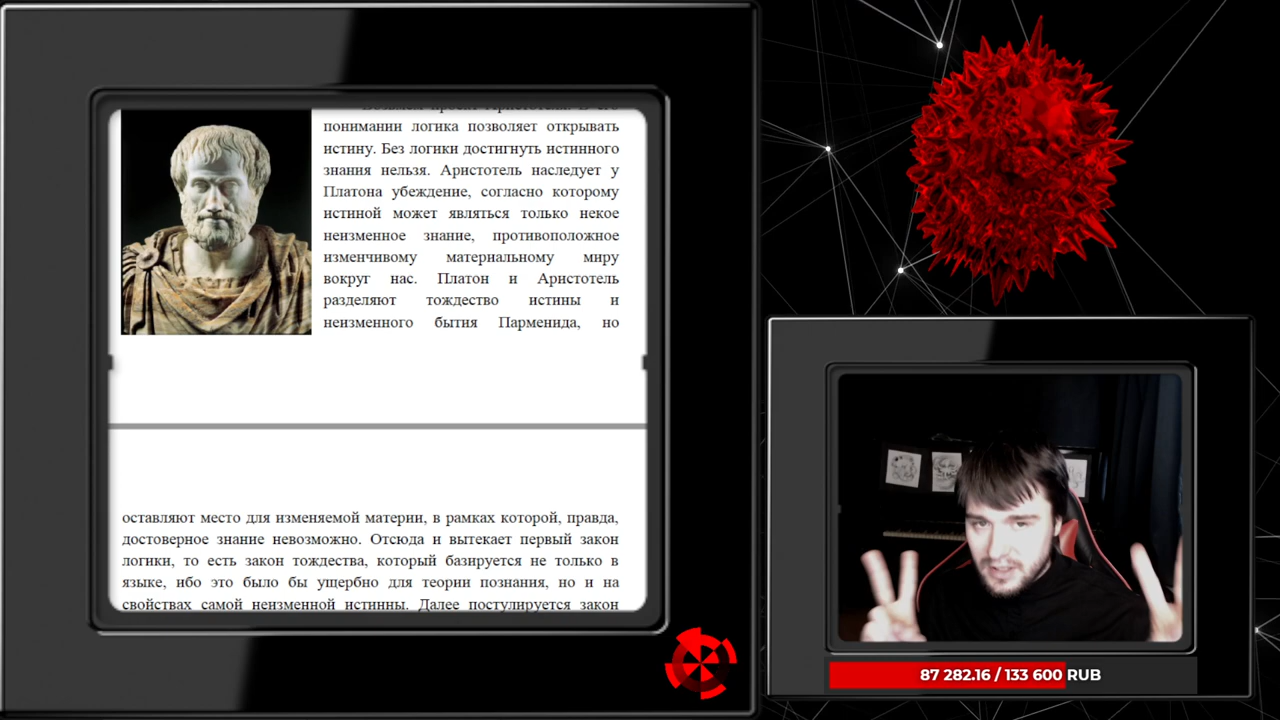 понимании логика позволяет открывать
истину. Без логики достигнуть истинного
знания нельзя. Аристотель наследует у
Платона убеждение, согласно которому
истиной может являться только некое
неизменное знание, противоположное
изменчивому материальному миру
вокруг нас. Платон и Аристотель
разделяют тождество истины и
неизменного бытия Парменида, но
оставляют место для изменяемой материи, в рамках которой, правда,
достоверное знание невозможно. Отсюда и вытекает первый закон
логики, то есть закон тождества, который базируется не только в
языке, ибо это было бы ущербно для теории познания, но и на
свойствах самой неизменной истинны. Далее постулируется закон
87 282.16 / 133 600 RUB